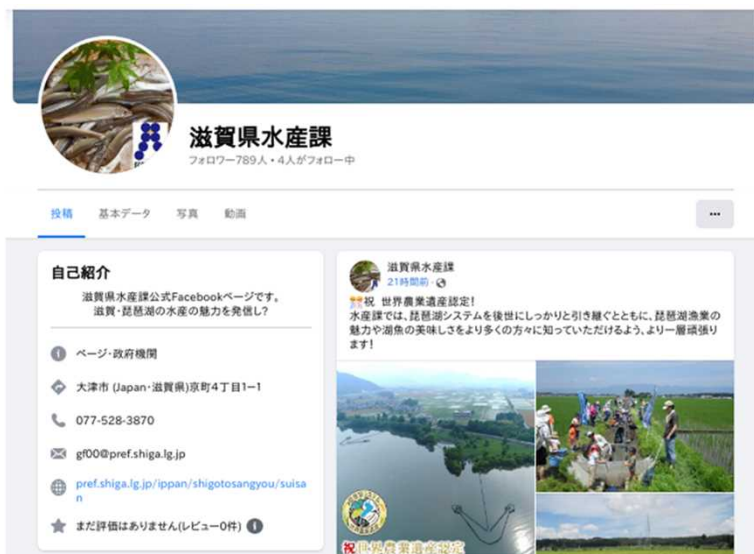 滋賀県水産課
フォロワー789人・4人がフォロー中
投稿 基本データ 写真 動画
自己紹介
滋賀県水産課公式Facebookページです。
滋賀・琵琶湖の水産の魅力を発信し?
ページ・政府機関
大津市 (Japan・滋賀県)京町4丁目1-1
077-528-3870
gf00@pref.shiga.lg.jp
pref.shiga.lg.jp/ippan/shigotosangyou/suisa
n
まだ評価はありません(レビュー0件)
滋賀県水産課
21時間前
祝 世界農業遺産認定!
水産課では、琵琶湖システムを後世にしっかりと引き継ぐとともに、琵琶湖漁業の
魅力や湖魚の美味しさをより多くの方々に知っていただけるよう、より一層頑張り
ます!
祝世界農業遺産認定